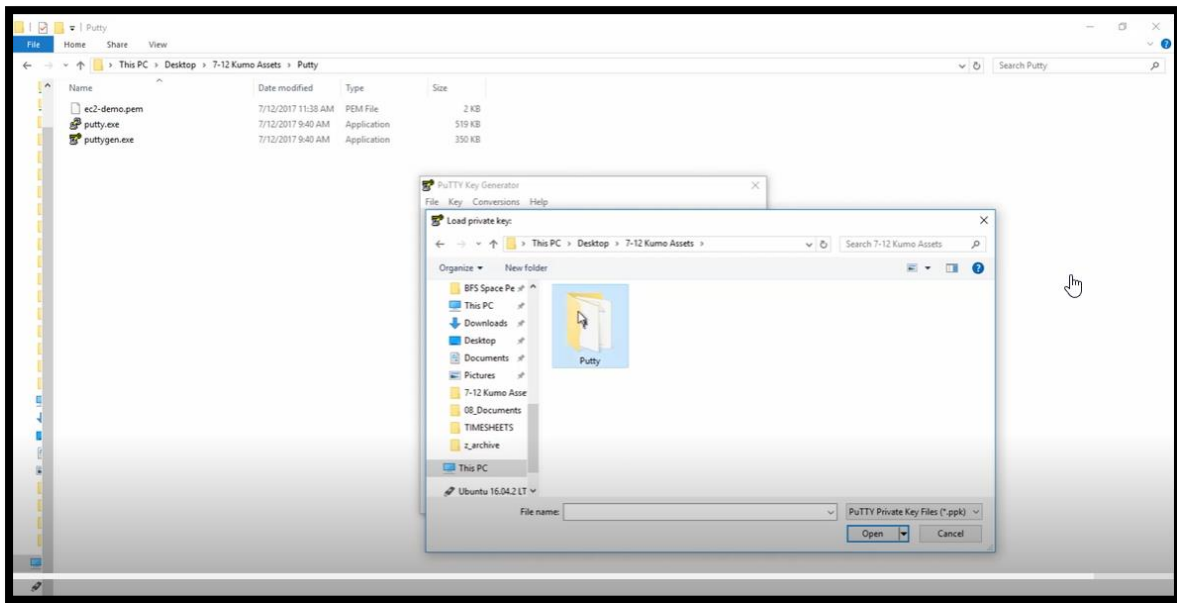 Putty
File Home Share View
This PC > Desktop > 7-12 Kumo Assets > Putty
Search Putty
Name Date modified Type Size
ec2-demo.pem 7/12/2017 11:38 AM PEM File 2 KB
putty.exe 7/12/2017 9:40 AM Application 519 KB
puttygen.exe 7/12/2017 9:40 AM Application 350 KB
PuTTY Key Generator
File Key Conversions Help
Load private key:
This PC > Desktop > 7-12 Kumo Assets >
Search 7-12 Kumo Assets
Organize New folder
BFS Space Pe
This PC
Downloads
Desktop
Documents
Pictures
7-12 Kumo Asse
08_Documents
TIMESHEETS
z_archive
This PC
Ubuntu 16.04.2 LT
Putty
File name:
PuTTY Private Key Files (*.ppk)
Open Cancel